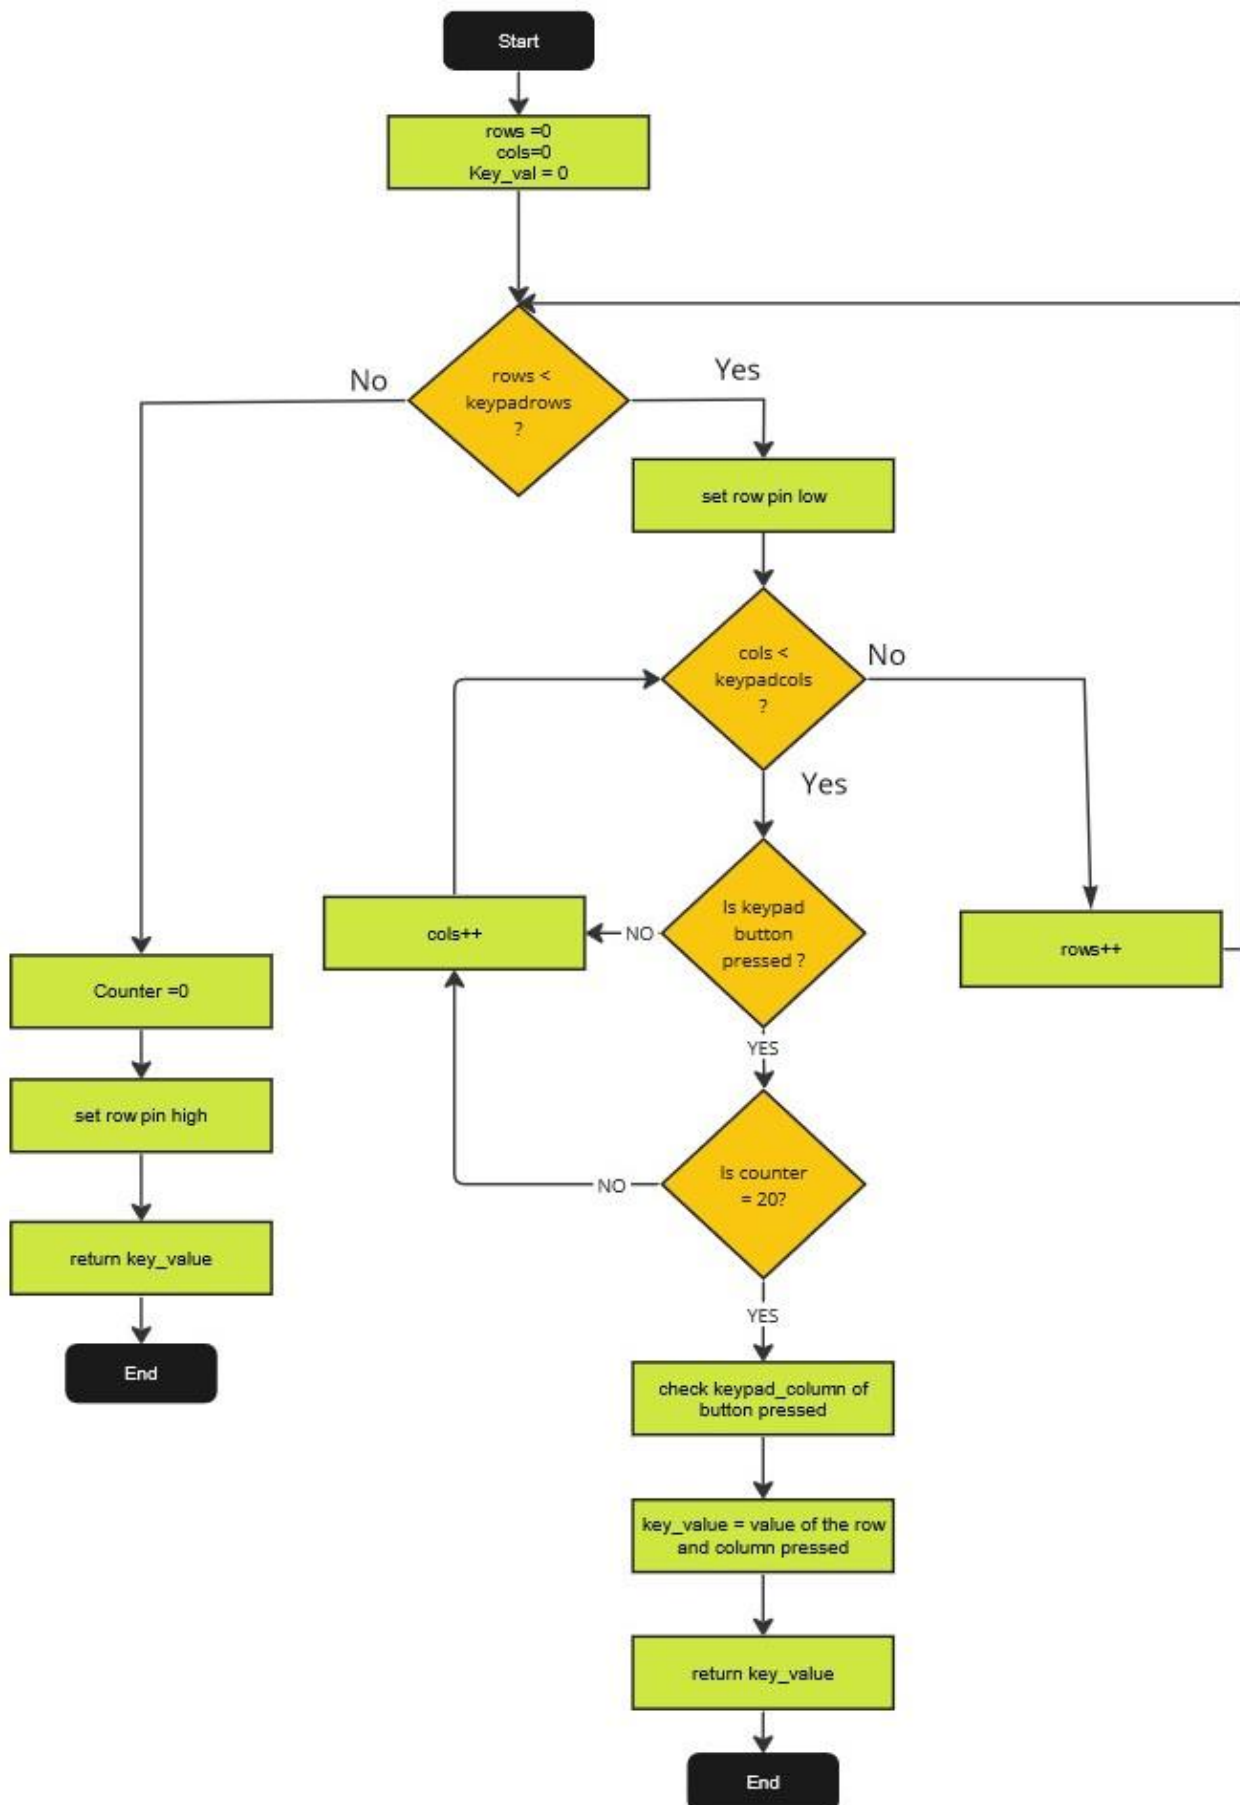 Start
rows =0
cols=0
Key_val = 0
rows <
keypadrows
?
No
Yes
set row pin low
cols <
keypadcols
?
No
Yes
Is keypad
button
pressed ?
NO
cols++
rows++
YES
Is counter
= 20?
NO
YES
check keypad_column of
button pressed
key_value = value of the row
and column pressed
return key_value
End
Counter =0
set row pin high
return key_value
End